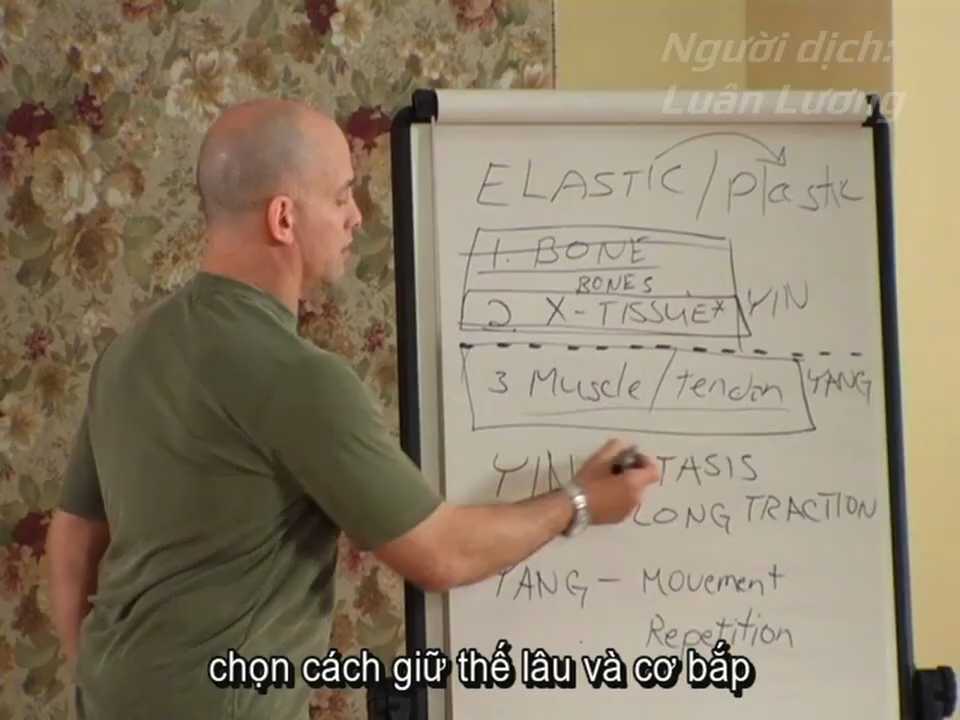 Người dịch:
Luân Lương
ELASTIC / plastic
1. BONE
BONES
2. X-TISSUE* YIN
3 Muscle / tendon YANG
YIN TASIS
LONG TRACTION
YANG - Movement
Repetition
chọn cách giữ thế lâu và cơ bắp